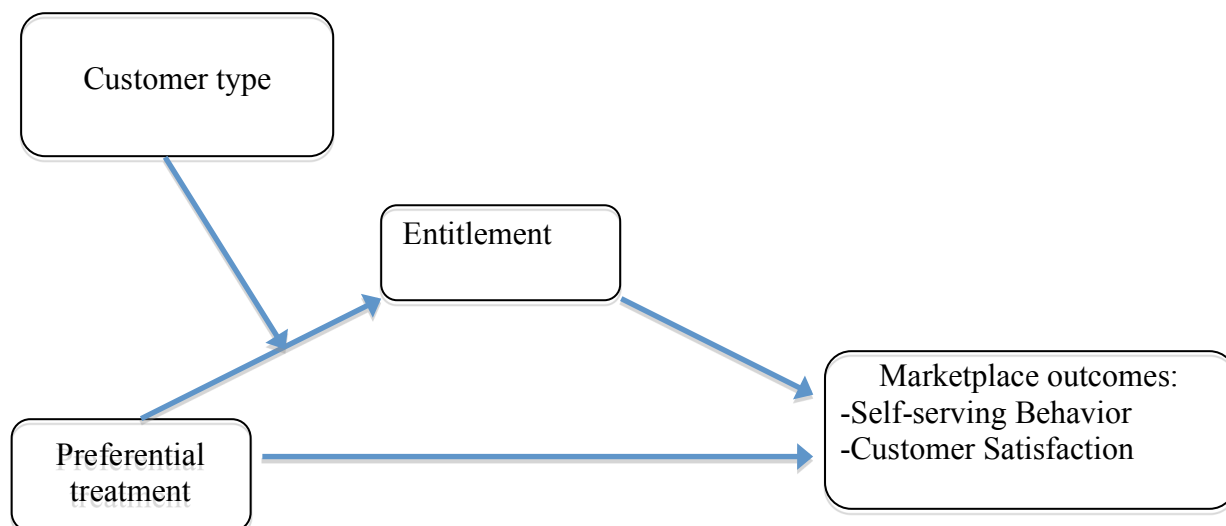 Customer type
Entitlement
Marketplace outcomes:
-Self-serving Behavior
-Customer Satisfaction
Preferential
treatment